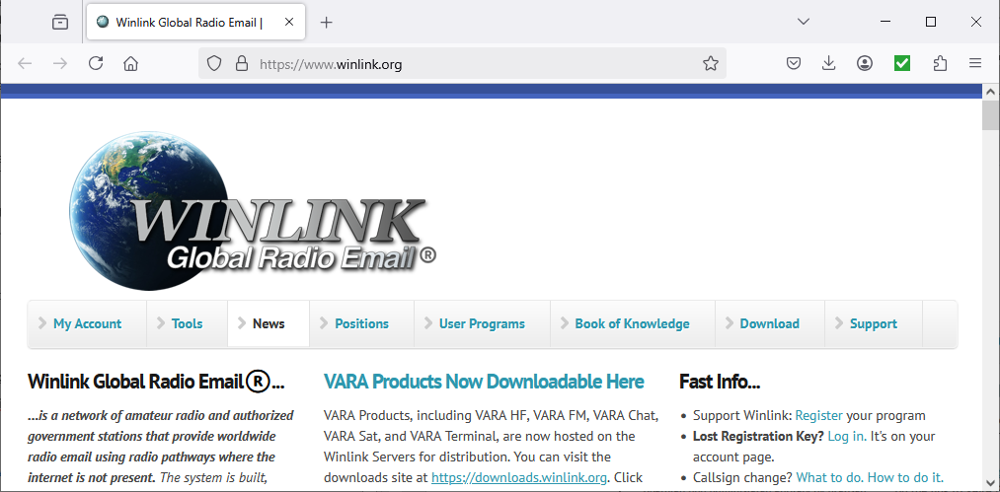 Winlink Global Radio Email |
https://www.winlink.org
WINLINK
Global Radio Email ®
My Account
Tools
News
Positions
User Programs
Book of Knowledge
Download
Support
Winlink Global Radio Email®...
...is a network of amateur radio and authorized
government stations that provide worldwide
radio email using radio pathways where the
internet is not present. The system is built,
VARA Products Now Downloadable Here
VARA Products, including VARA HF, VARA FM, VARA Chat,
VARA Sat, and VARA Terminal, are now hosted on the
Winlink Servers for distribution. You can visit the
downloads site at https://downloads.winlink.org. Click
Fast Info...
• Support Winlink: Register your program
• Lost Registration Key? Log in. It's on your
account page.
• Callsign change? What to do. How to do it.